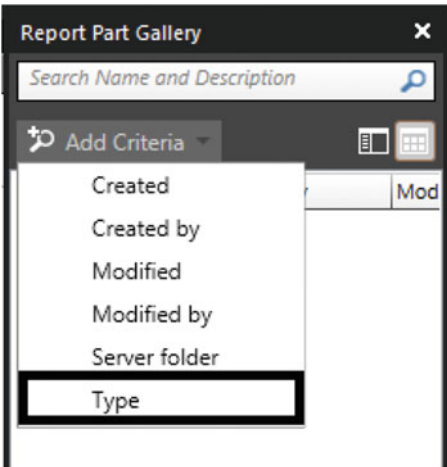 Report Part Gallery
Search Name and Description
Add Criteria
Mod
Created
Created by
Modified
Modified by
Server folder
Type